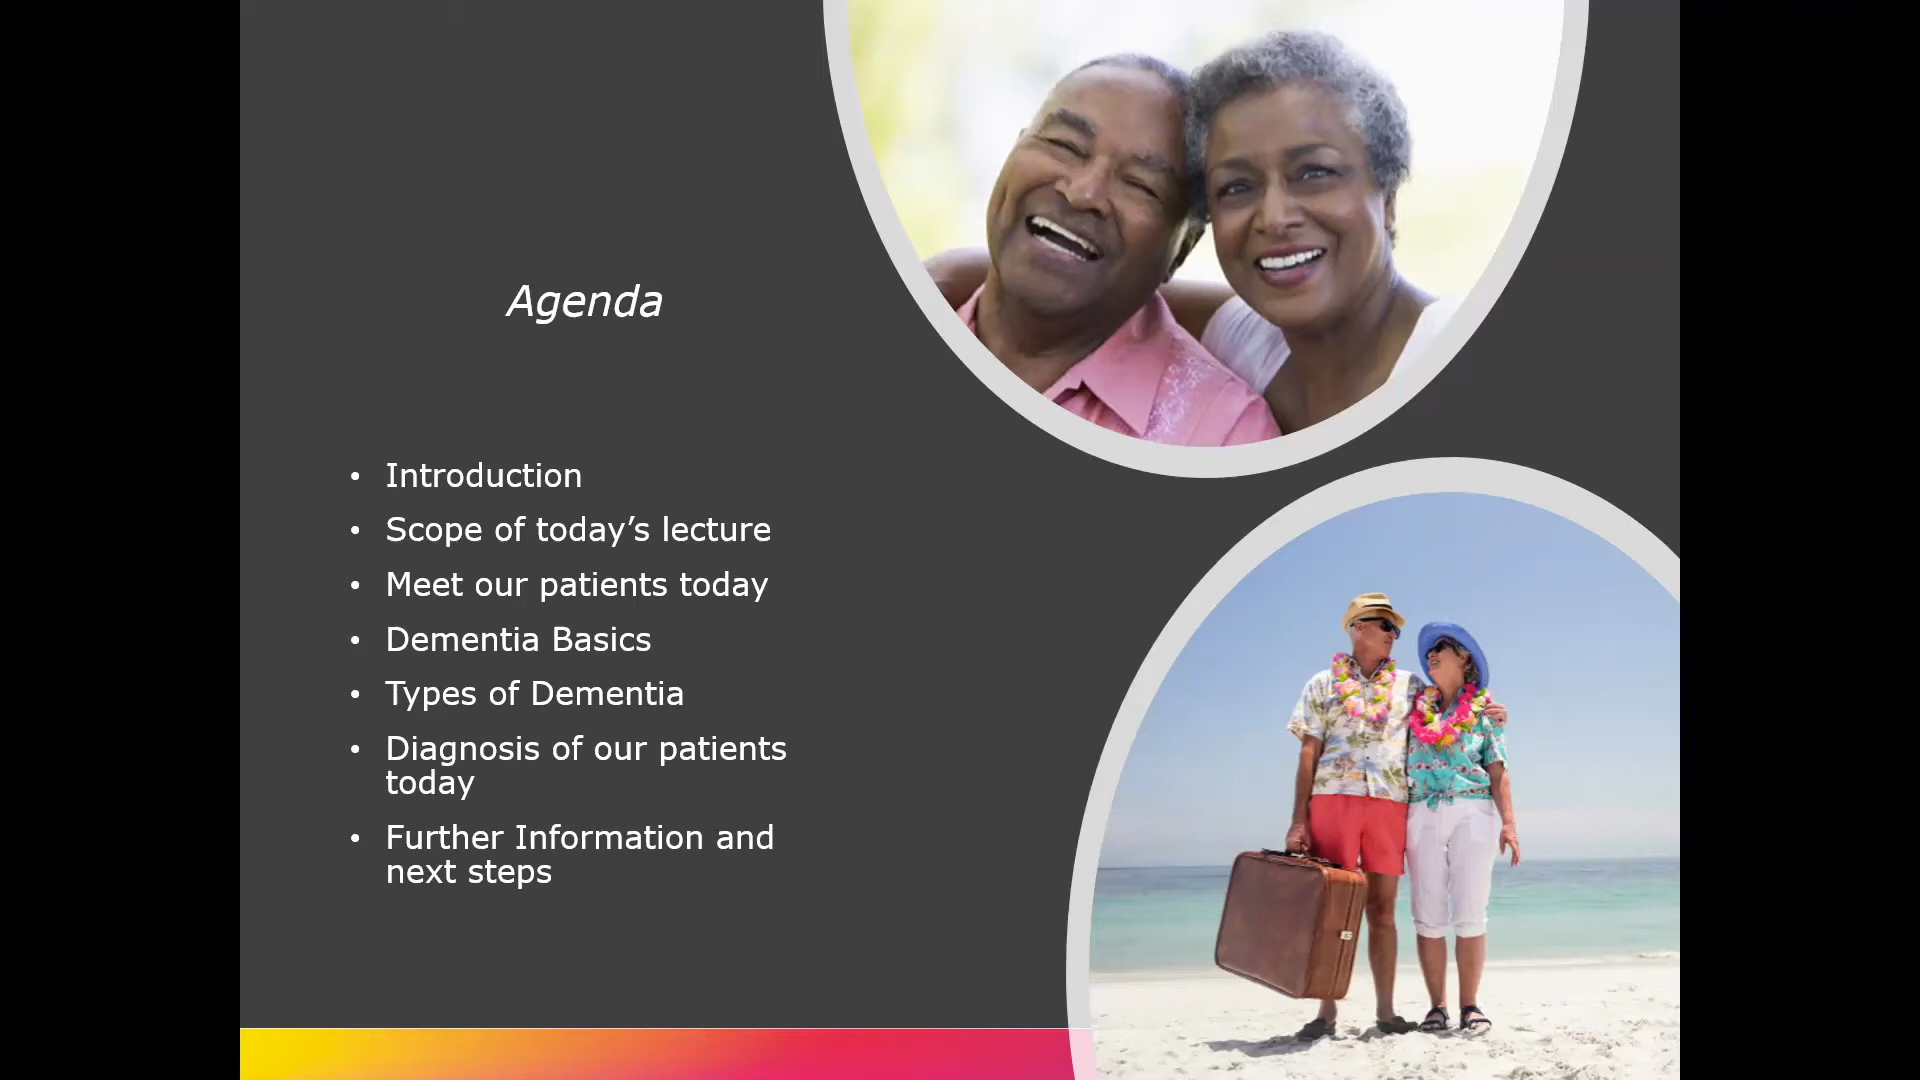 Agenda
• Introduction
• Scope of today’s lecture
• Meet our patients today
• Dementia Basics
• Types of Dementia
• Diagnosis of our patients
today
• Further Information and
next steps